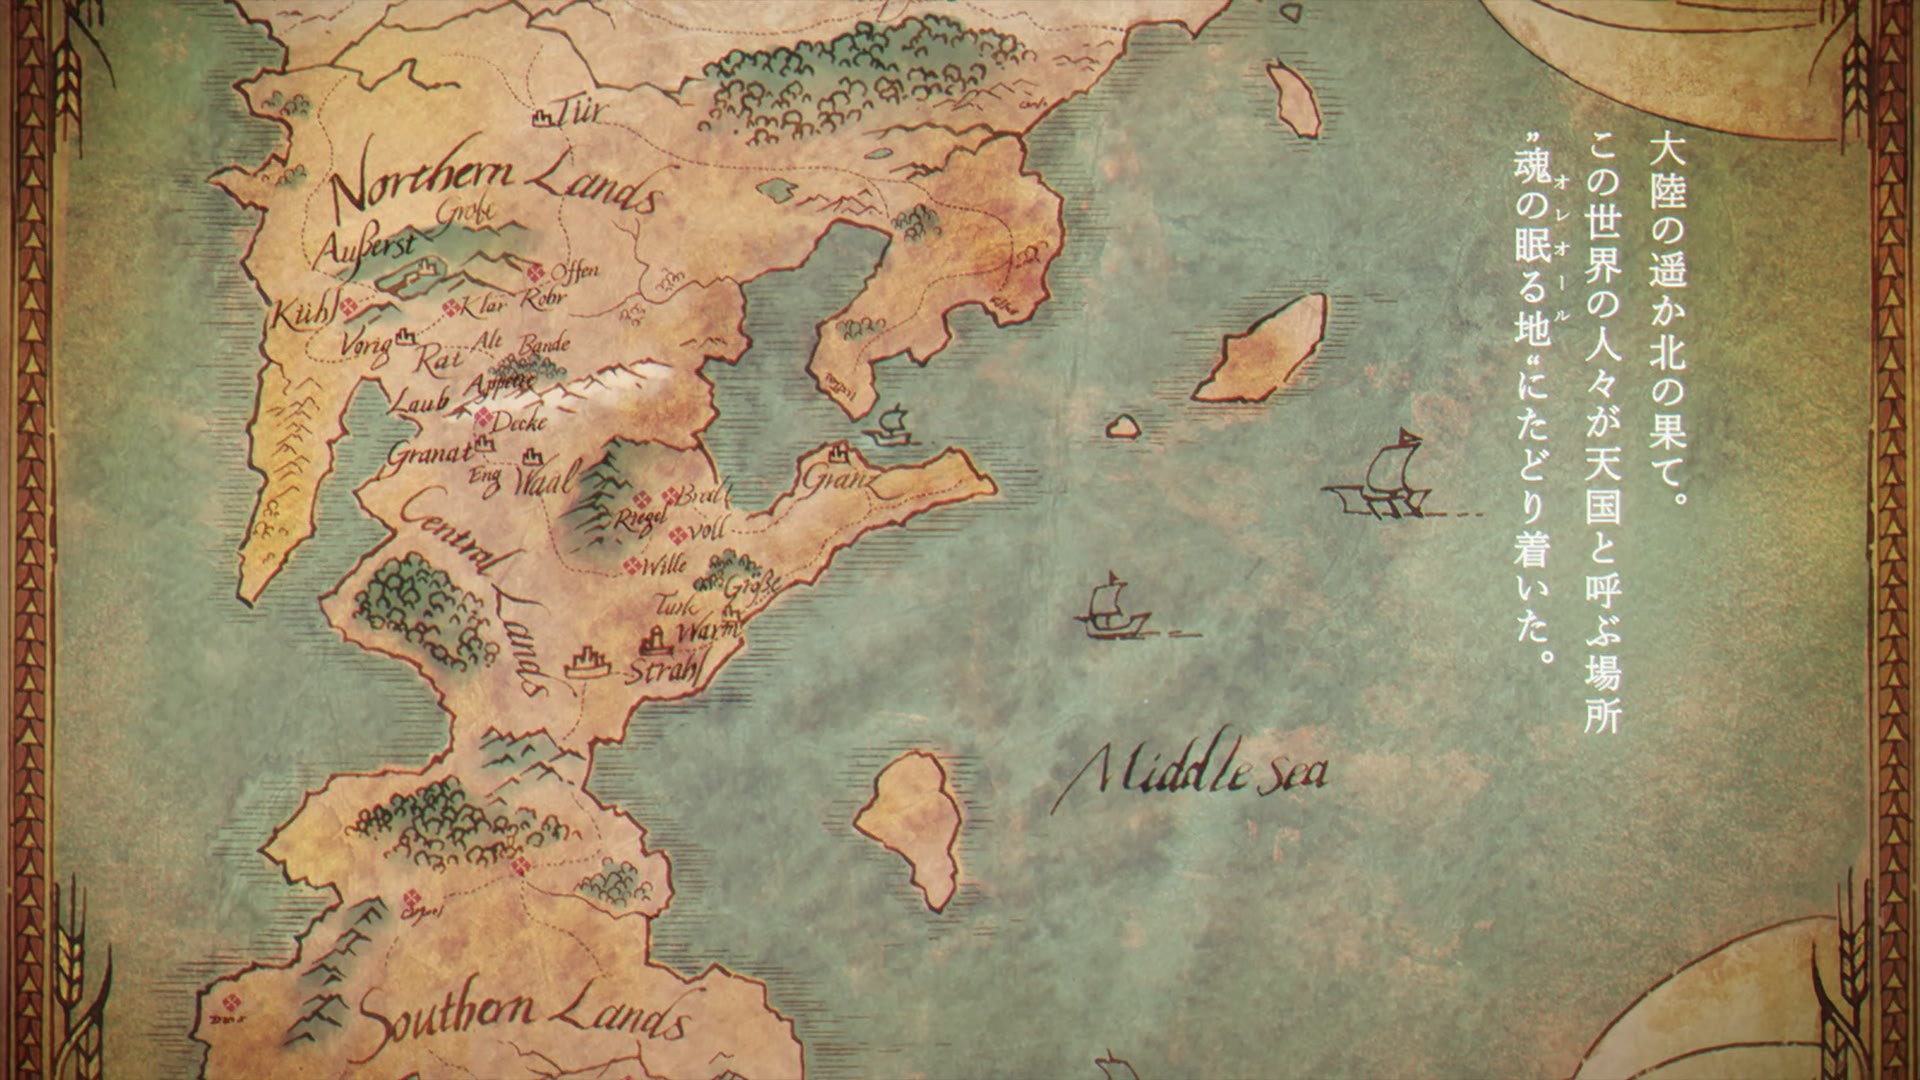 大陸の遥か北の果て。
この世界の人々が天国と呼ぶ場所
〝魂の眠る地〟にたどり着いた。
オレオール
Tür
Northern Lands
Große
Außerst
Offen
Kühl
Klar
Rohr
Vorig
Rat
Alt
Bande
Appetit
Laub
Decke
Granat
Eng
Waal
Granz
Riegel
Voll
Central Lands
Wille
Große
Turk
Warm
Strahl
Middle Sea
Southern Lands